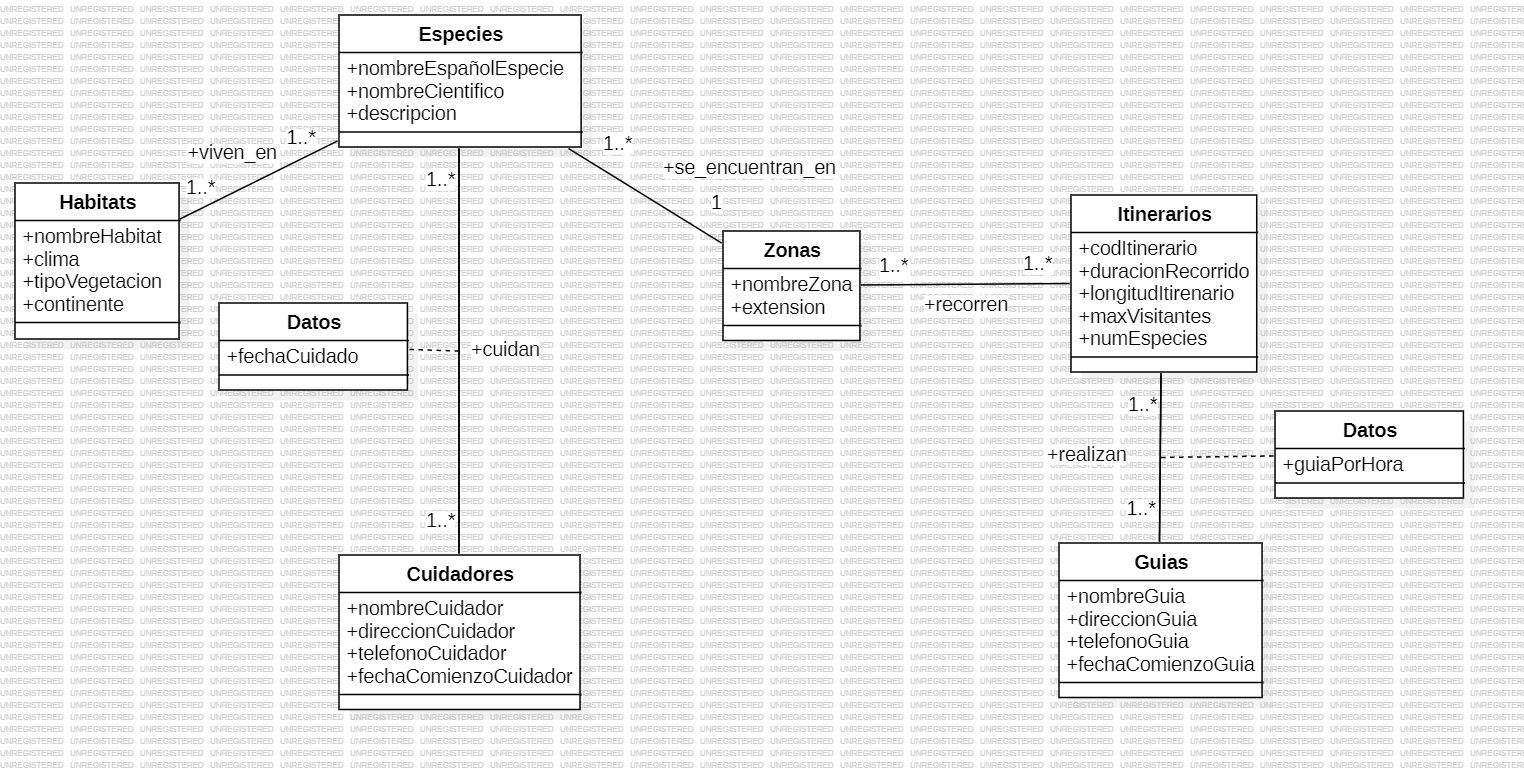 Especies
+nombreEspañolEspecie
+nombreCientifico
+descripcion
1..*
+viven_en
1..*
Habitats
+nombreHabitat
+clima
+tipoVegetacion
+continente
1..*
+se_encuentran_en
1
Zonas
+nombreZona
+extension
1..*
+recorren
1..*
Itinerarios
+codItinerario
+duracionRecorrido
+longitudItirenario
+maxVisitantes
+numEspecies
1..*
+cuidan
1..*
Datos
+fechaCuidado
Cuidadores
+nombreCuidador
+direccionCuidador
+telefonoCuidador
+fechaComienzoCuidador
1..*
+realizan
1..*
Datos
+guiaPorHora
Guias
+nombreGuia
+direccionGuia
+telefonoGuia
+fechaComienzoGuia
UNREGISTERED